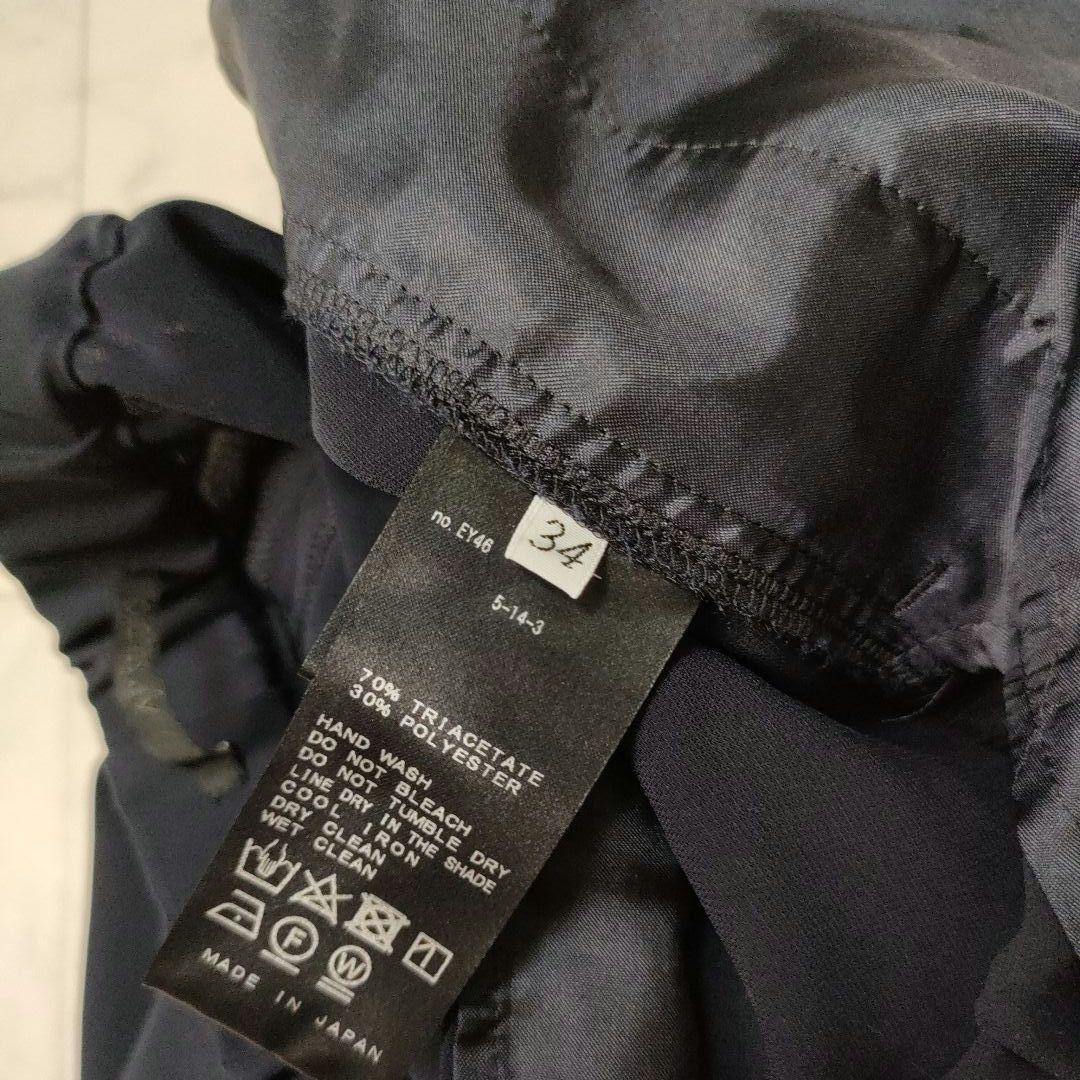 no. EY46
34
5-14-3
70% TRIACETATE
30% POLYESTER
HAND WASH
DO NOT BLEACH
DO NOT TUMBLE DRY
LINE DRY IN THE SHADE
COOL IRON
DRY CLEAN
WET CLEAN
F
W
MADE IN JAPAN